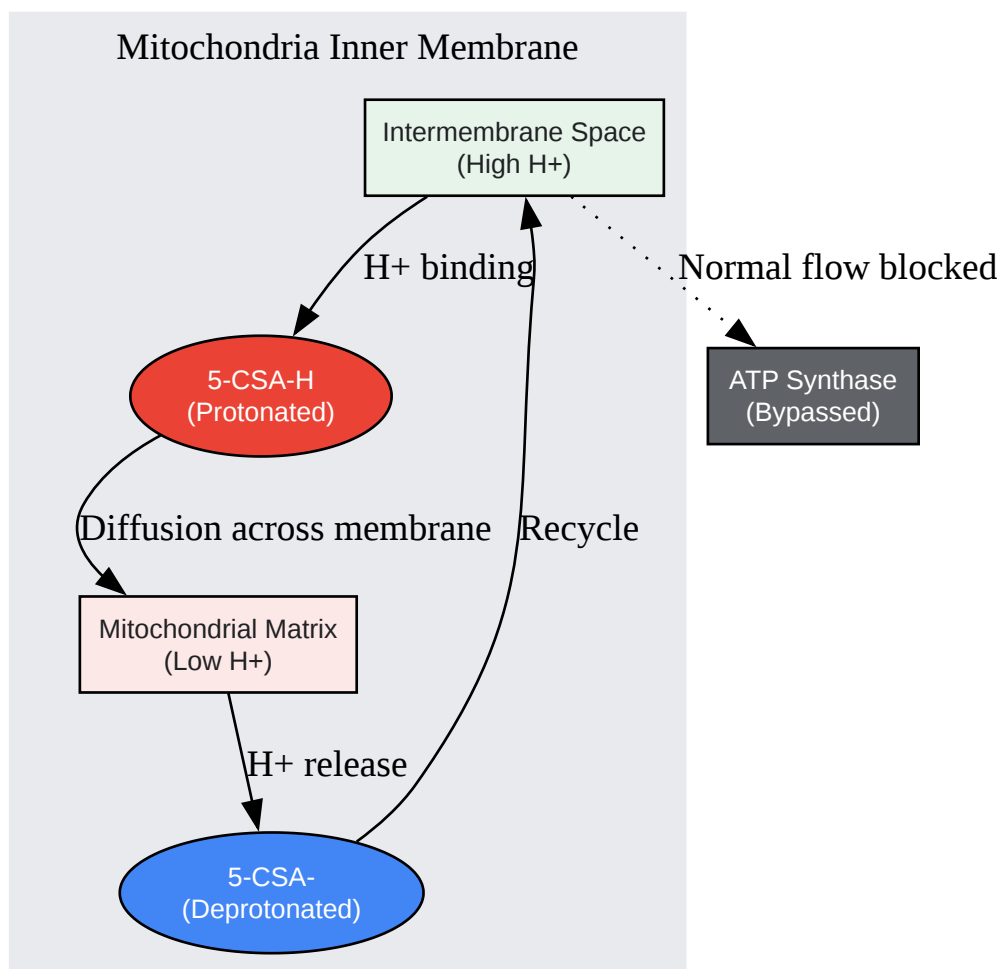 Mitochondria Inner Membrane
Intermembrane Space
(High H+)
H+ binding
Normal flow blocked
5-CSA-H
(Protonated)
ATP Synthase
(Bypassed)
Diffusion across membrane
Recycle
Mitochondrial Matrix
(Low H+)
H+ release
5-CSA-
(Deprotonated)